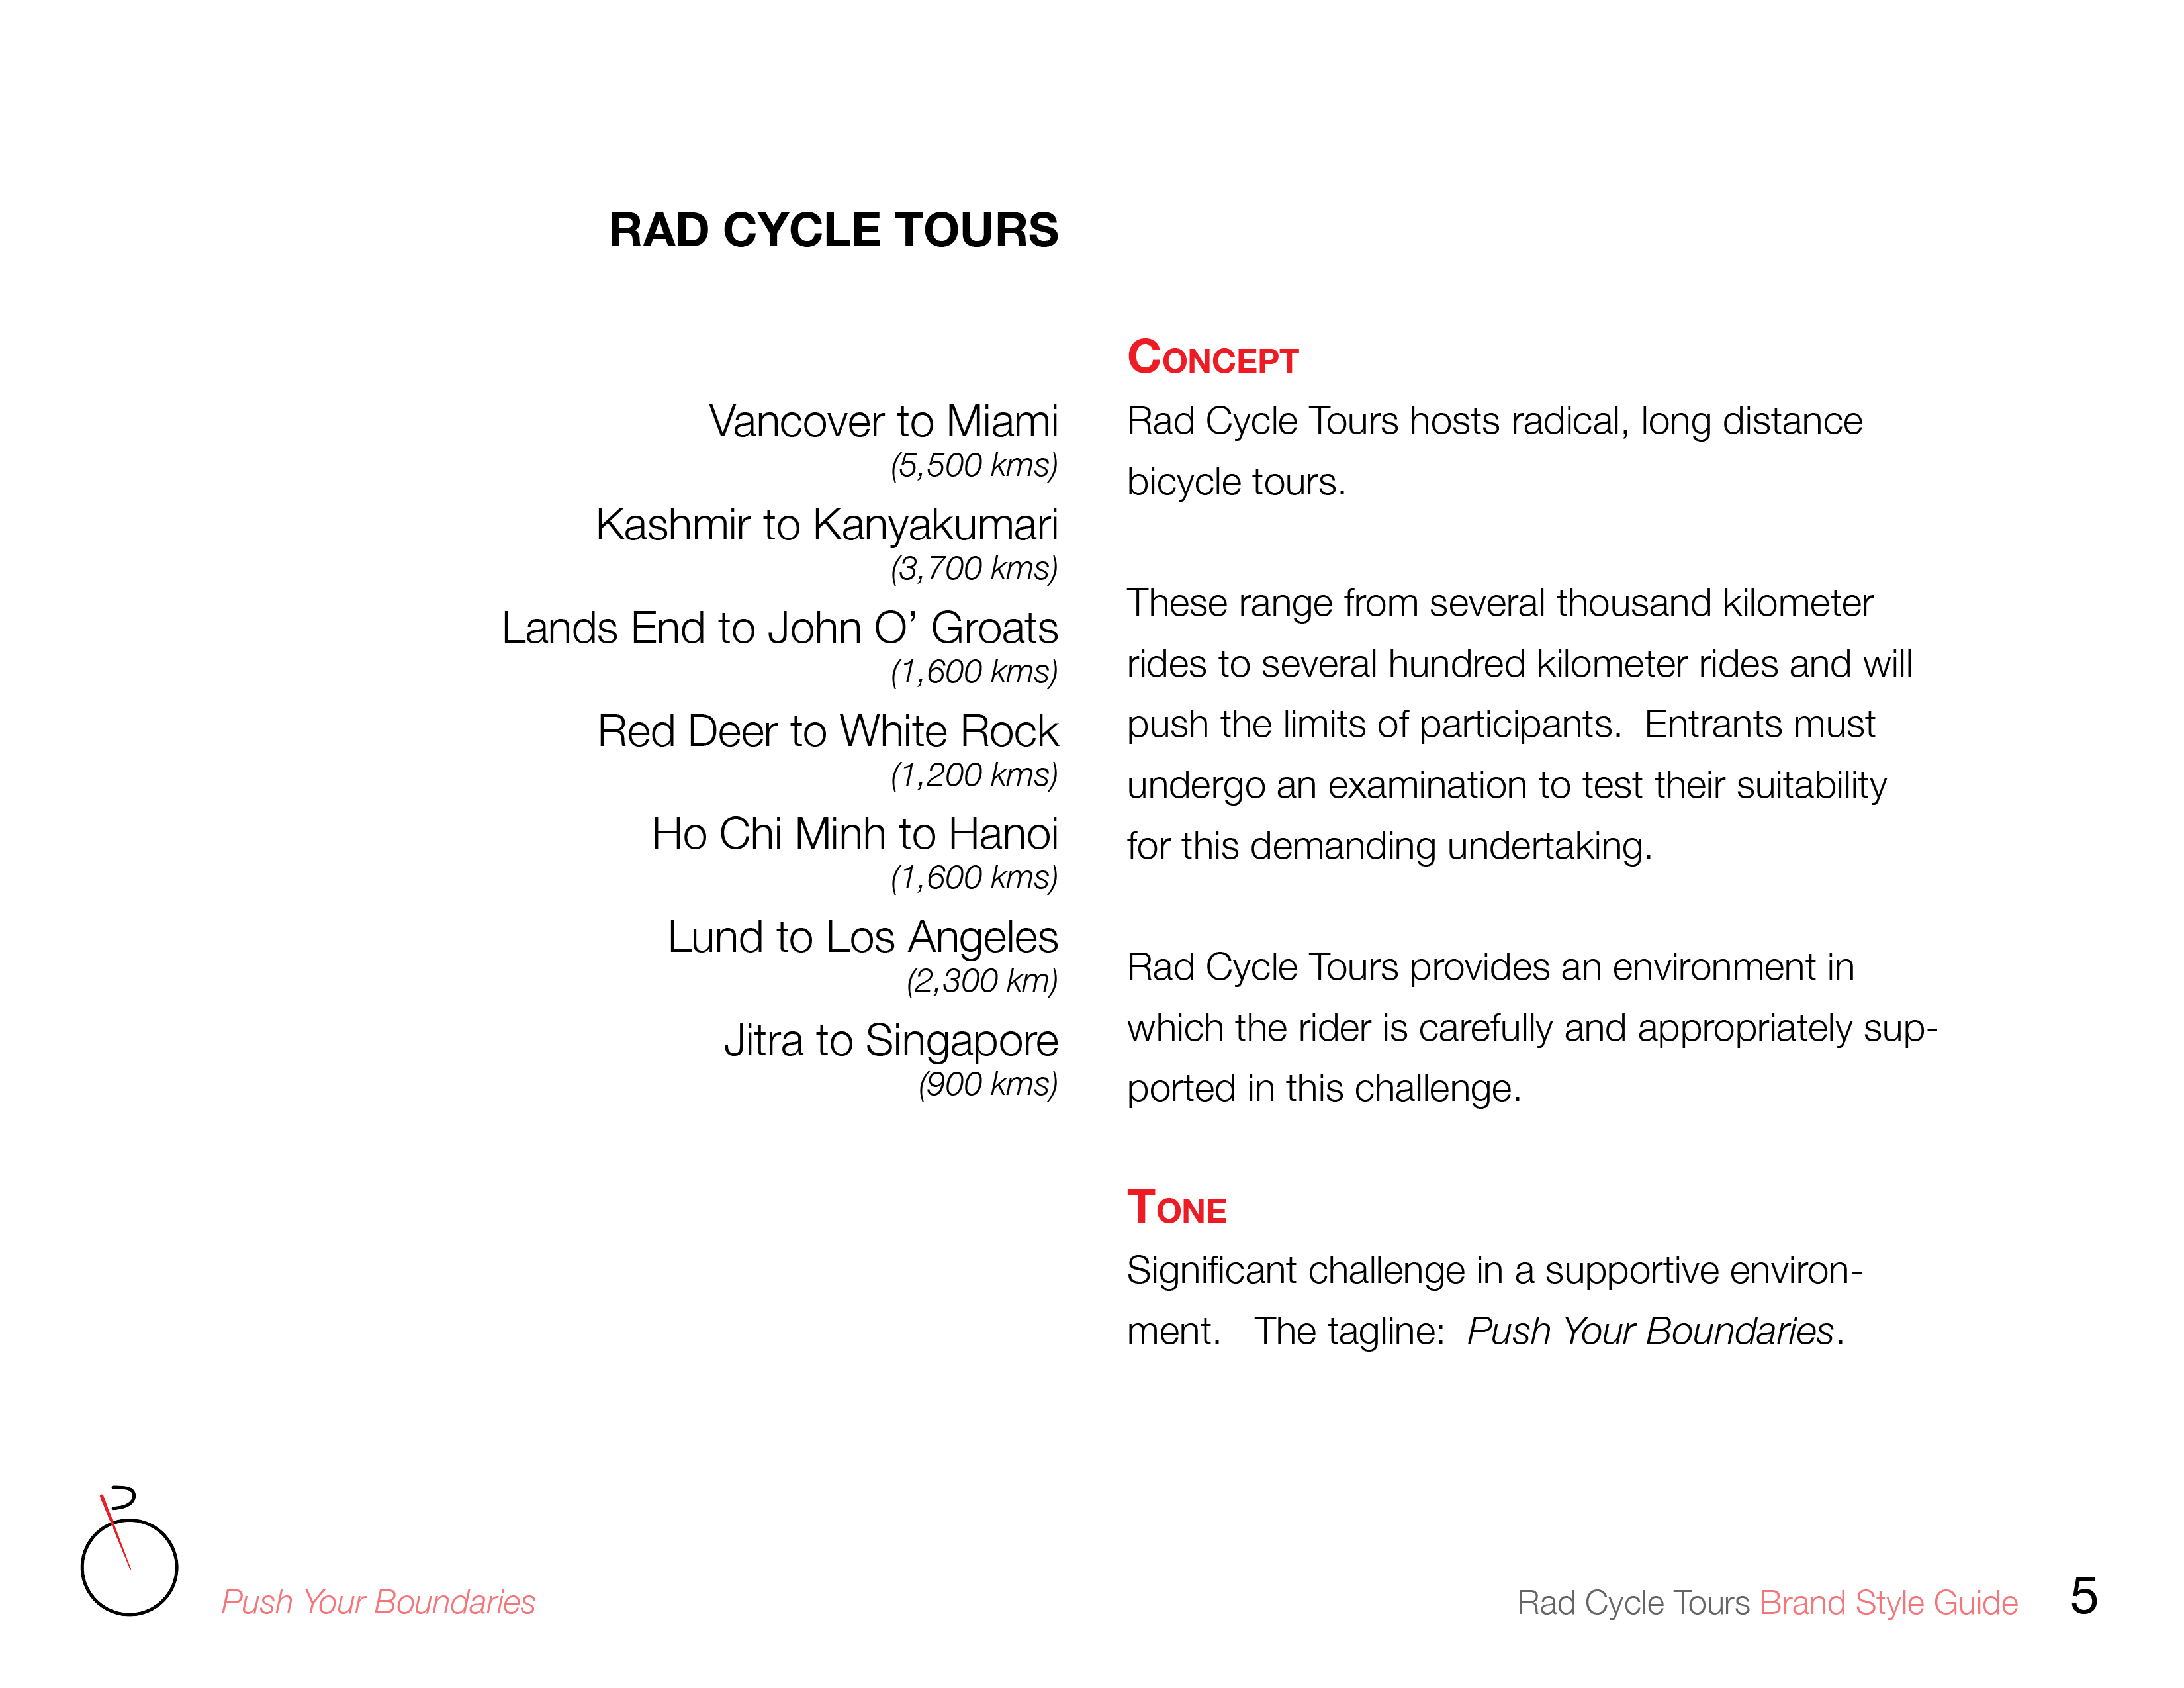 RAD CYCLE TOURS
Vancover to Miami
(5,500 kms)
Kashmir to Kanyakumari
(3,700 kms)
Lands End to John O’ Groats
(1,600 kms)
Red Deer to White Rock
(1,200 kms)
Ho Chi Minh to Hanoi
(1,600 kms)
Lund to Los Angeles
(2,300 km)
Jitra to Singapore
(900 kms)
Concept
Rad Cycle Tours hosts radical, long distance
bicycle tours.
These range from several thousand kilometer
rides to several hundred kilometer rides and will
push the limits of participants.  Entrants must
undergo an examination to test their suitability
for this demanding undertaking.
Rad Cycle Tours provides an environment in
which the rider is carefully and appropriately sup-
ported in this challenge.
Tone
Significant challenge in a supportive environ-
ment.   The tagline:  Push Your Boundaries.
Push Your Boundaries
Rad Cycle Tours Brand Style Guide 5